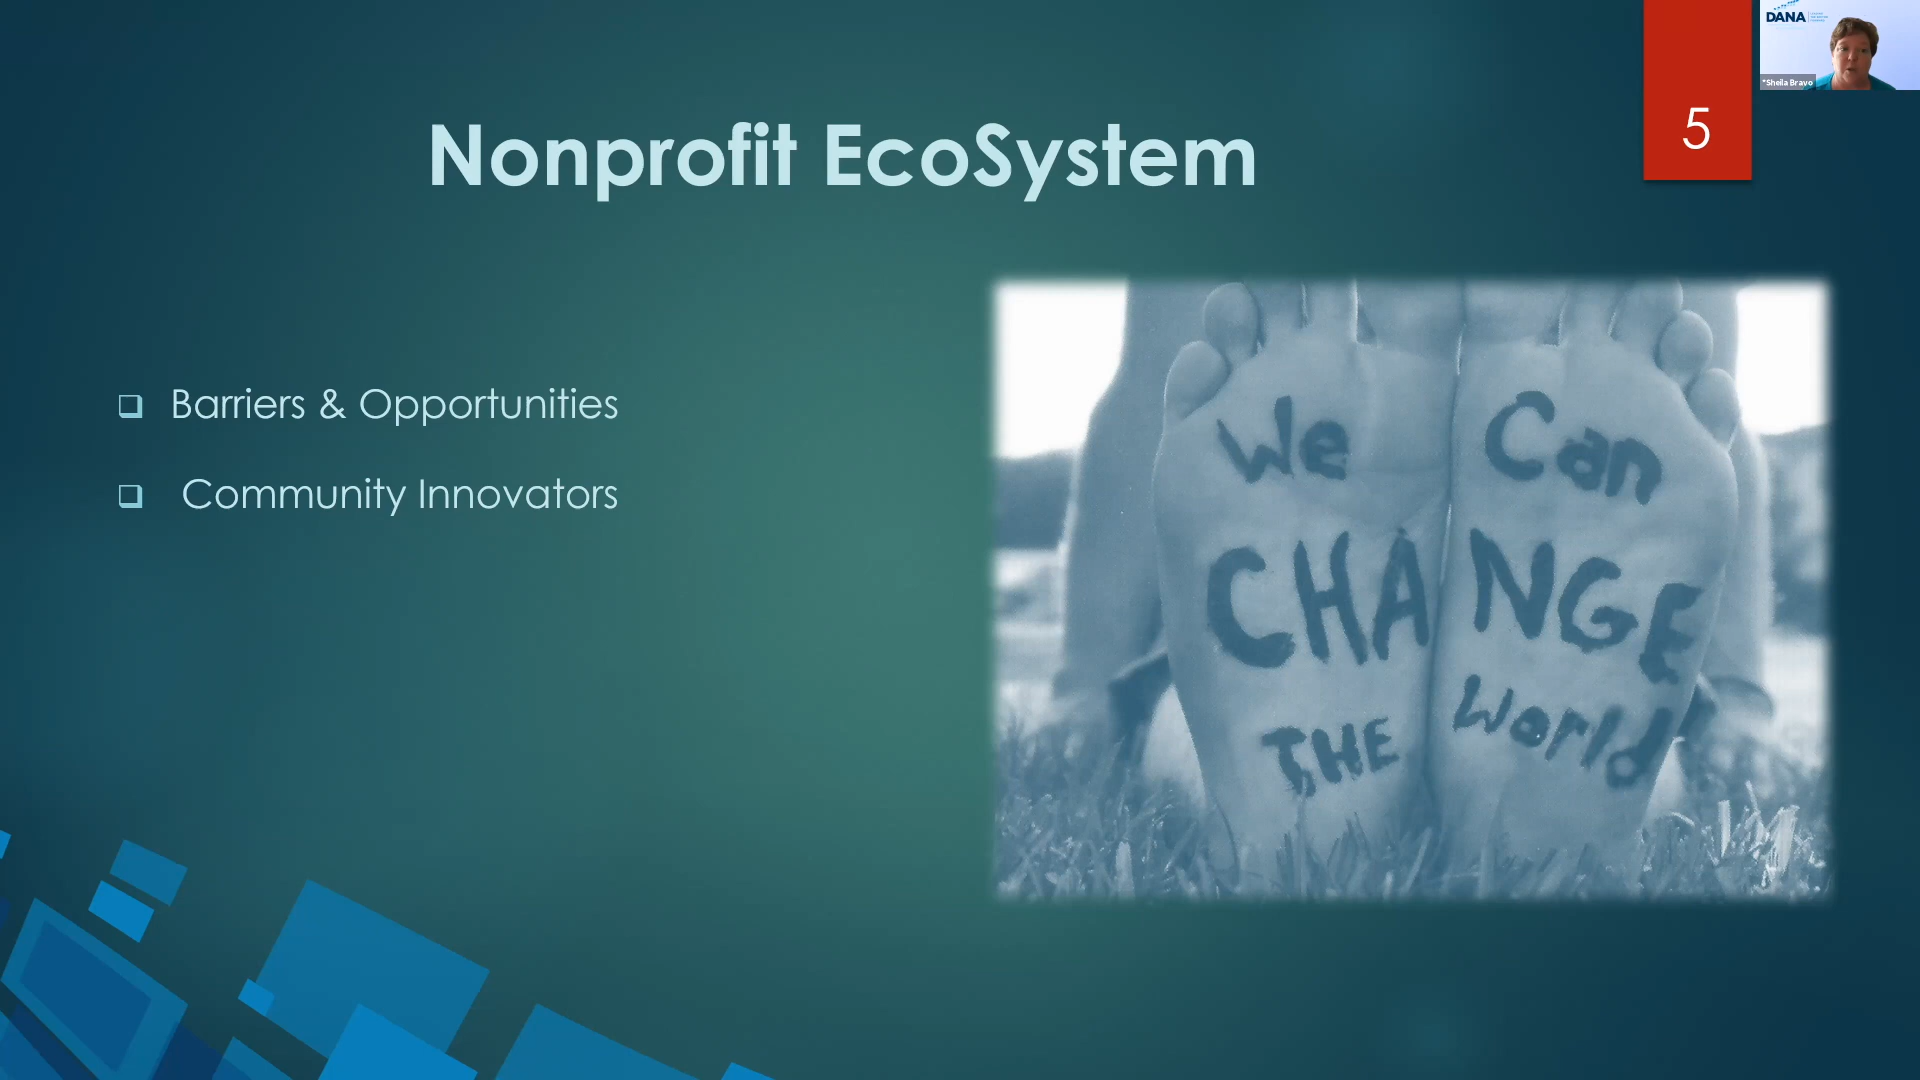 DANA
*Sheila Bravo
5
Nonprofit EcoSystem
Barriers & Opportunities
Community Innovators
We Can
CHANGE
THE World